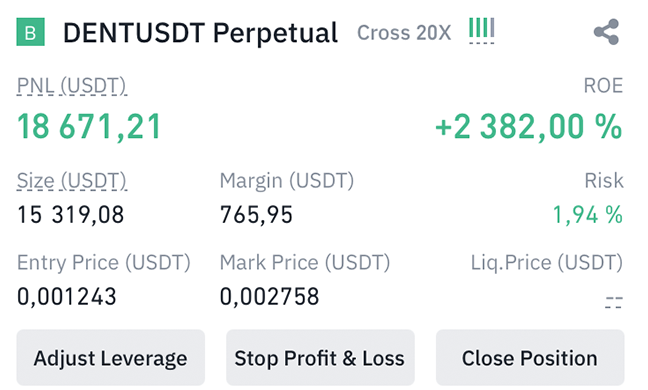 B DENTUSDT Perpetual Cross 20X
PNL (USDT) ROE
18 671,21 +2 382,00 %
Size (USDT) Margin (USDT) Risk
15 319,08 765,95 1,94 %
Entry Price (USDT) Mark Price (USDT) Liq.Price (USDT)
0,001243 0,002758 --
Adjust Leverage Stop Profit & Loss Close Position